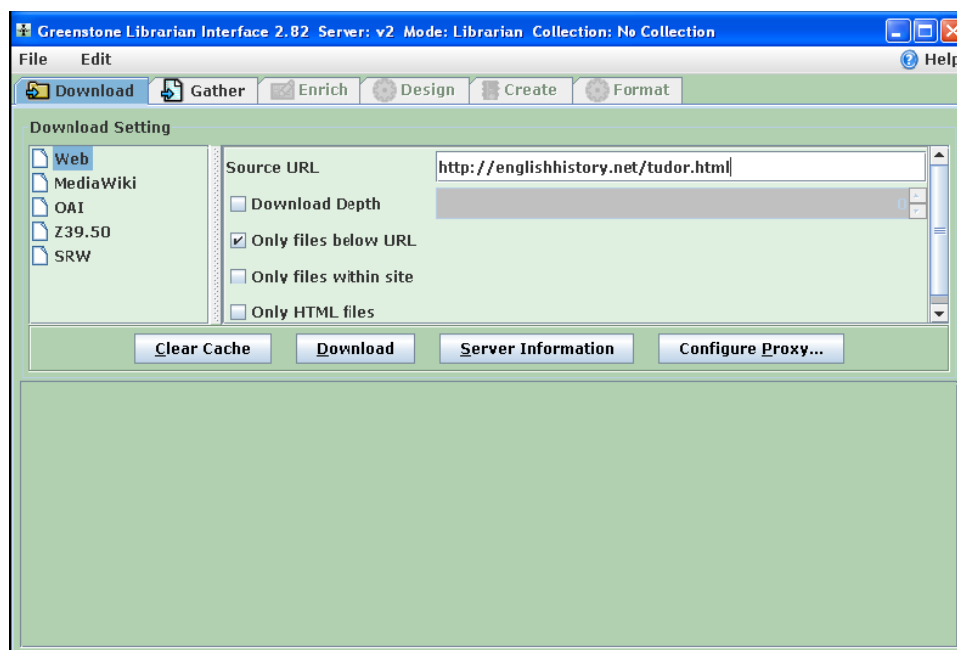 Greenstone Librarian Interface 2.82 Server: v2 Mode: Librarian Collection: No Collection
File Edit Help
Download Gather Enrich Design Create Format
Download Setting
Web
MediaWiki
OAI
Z39.50
SRW
Source URL http://englishhistory.net/tudor.html
Download Depth 0
Only files below URL
Only files within site
Only HTML files
Clear Cache Download Server Information Configure Proxy...